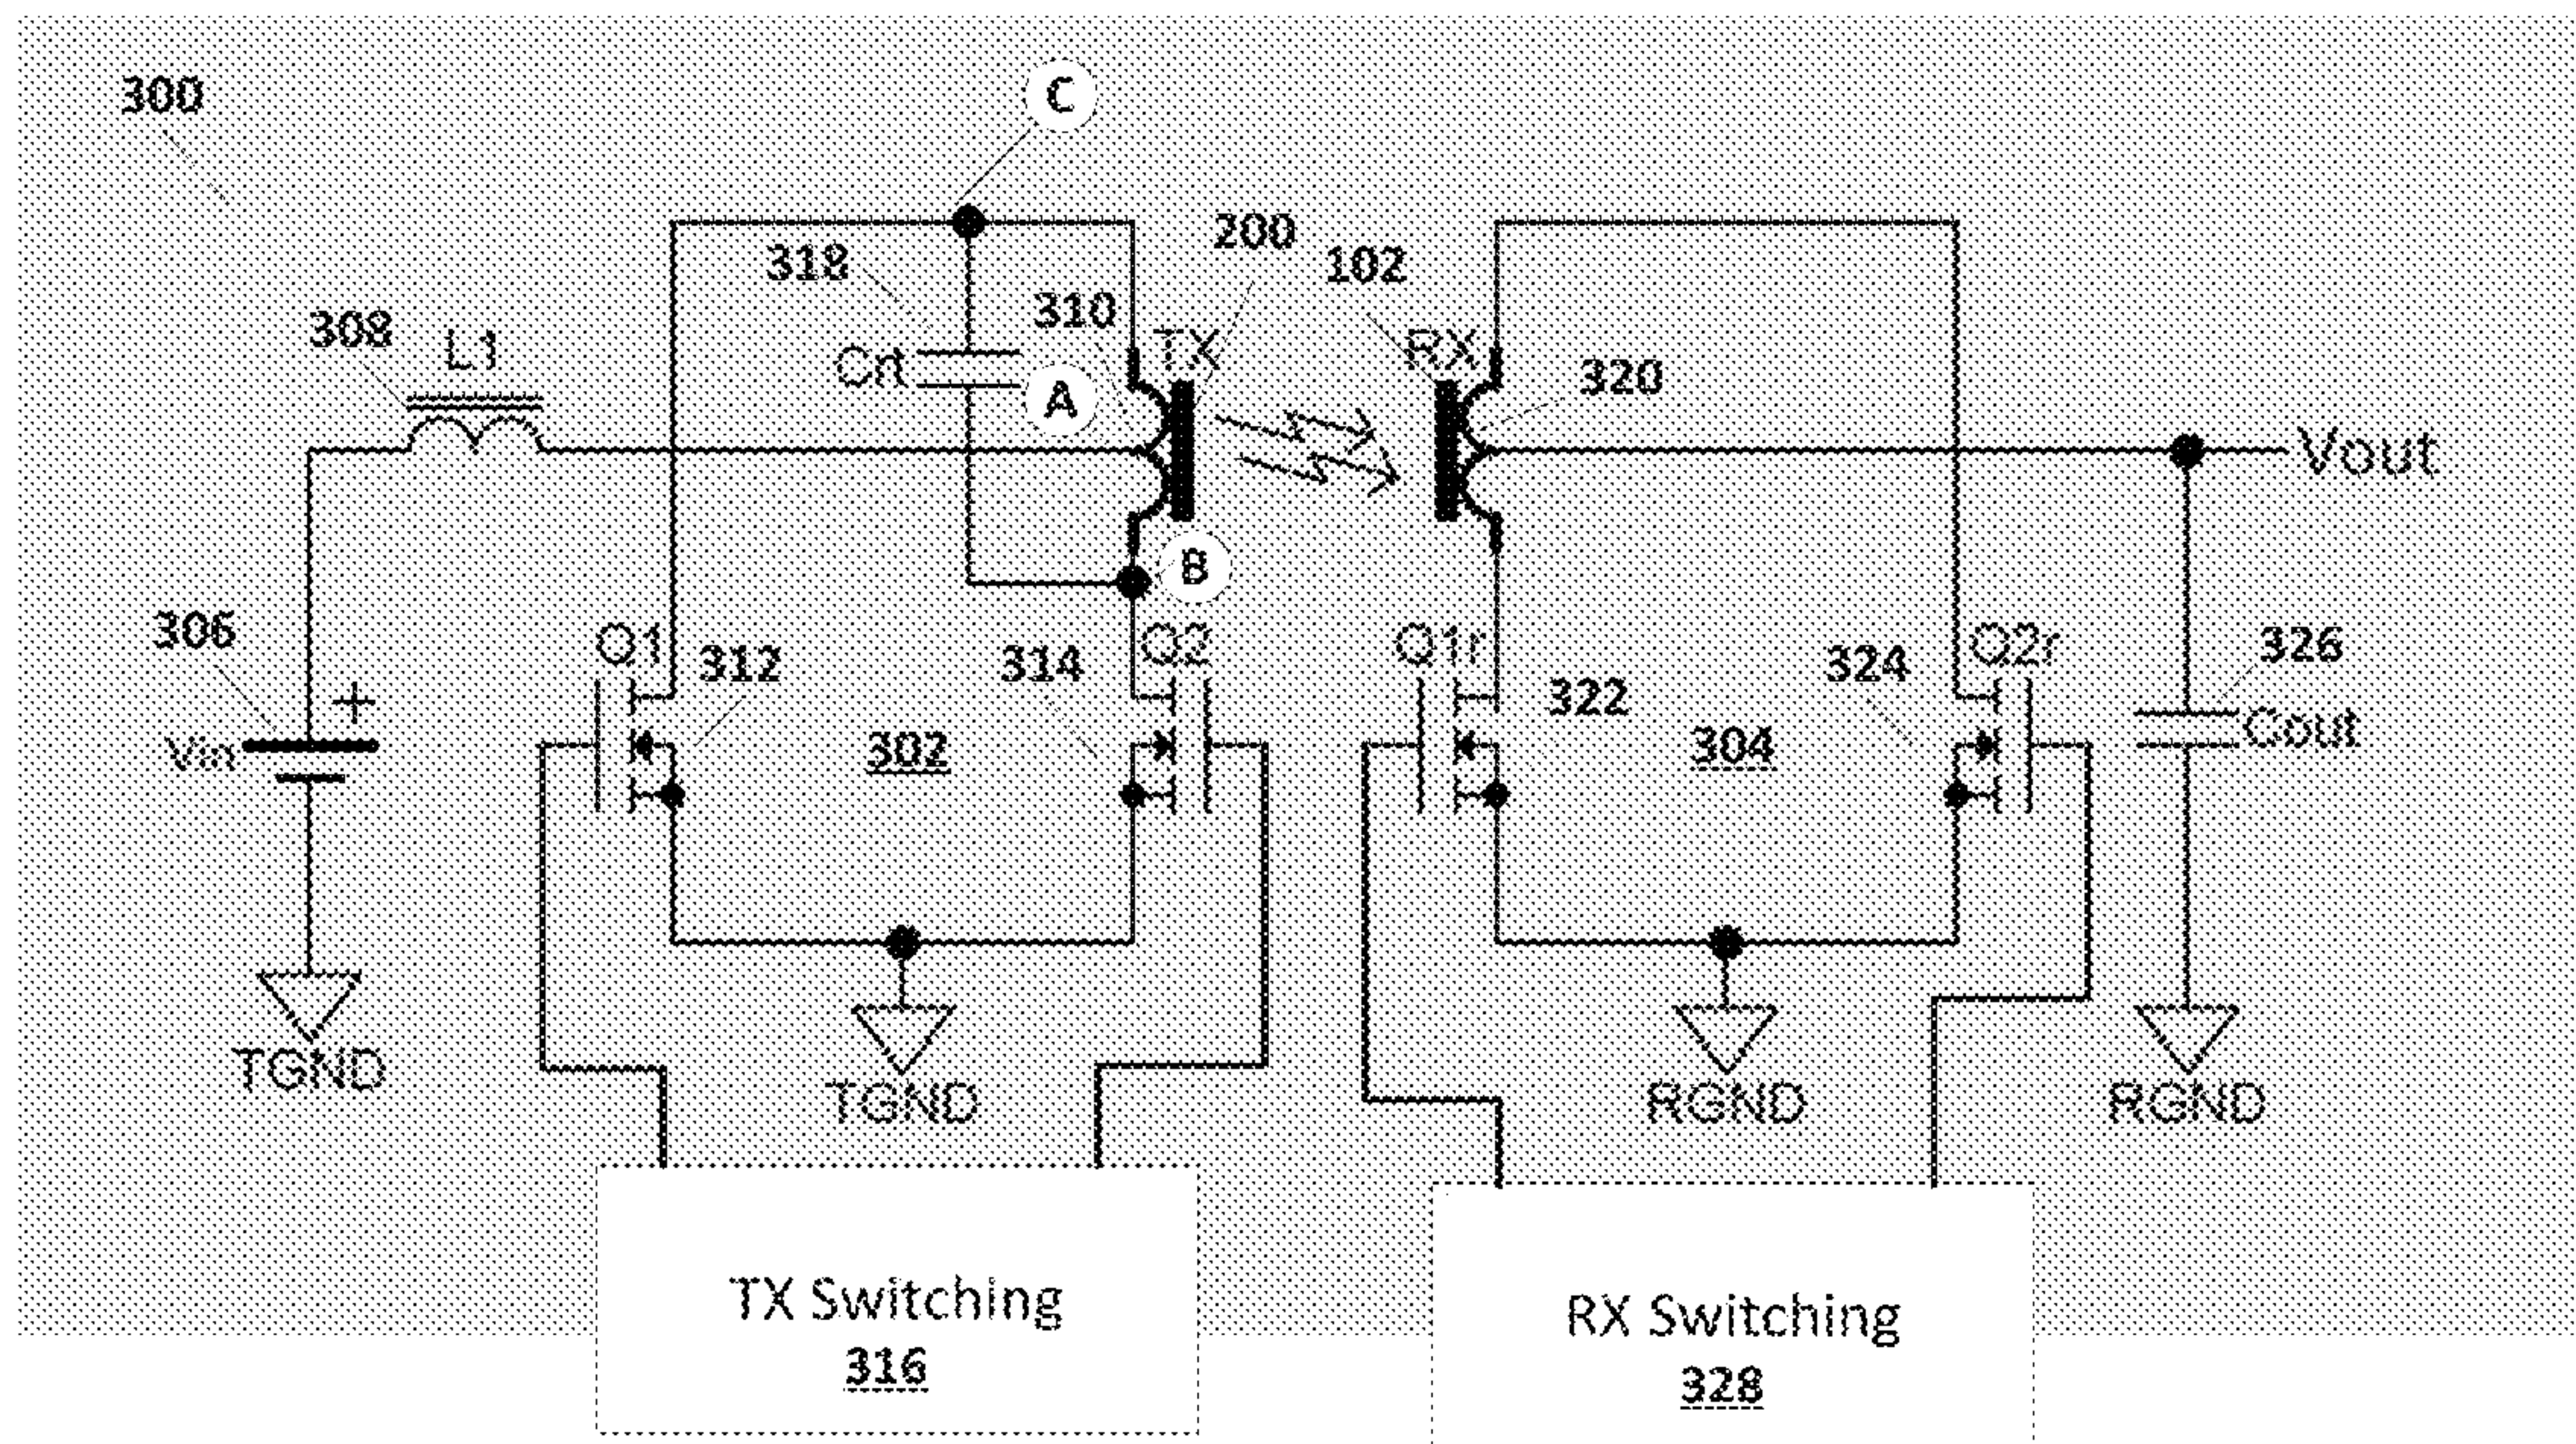 300
C
318
200
102
310
TX
RX
308
L1
Crt
A
320
Vout
B
306
Q1
312
314
Q2
Q1r
322
324
Q2r
326
+
Vin
302
304
Cout
TGND
TGND
RGND
RGND
TX Switching
316
RX Switching
328